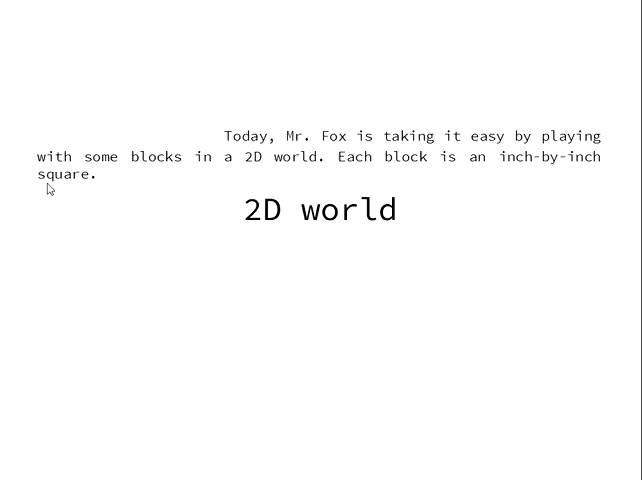 Today, Mr. Fox is taking it easy by playing
with some blocks in a 2D world. Each block is an inch-by-inch
square.
2D world